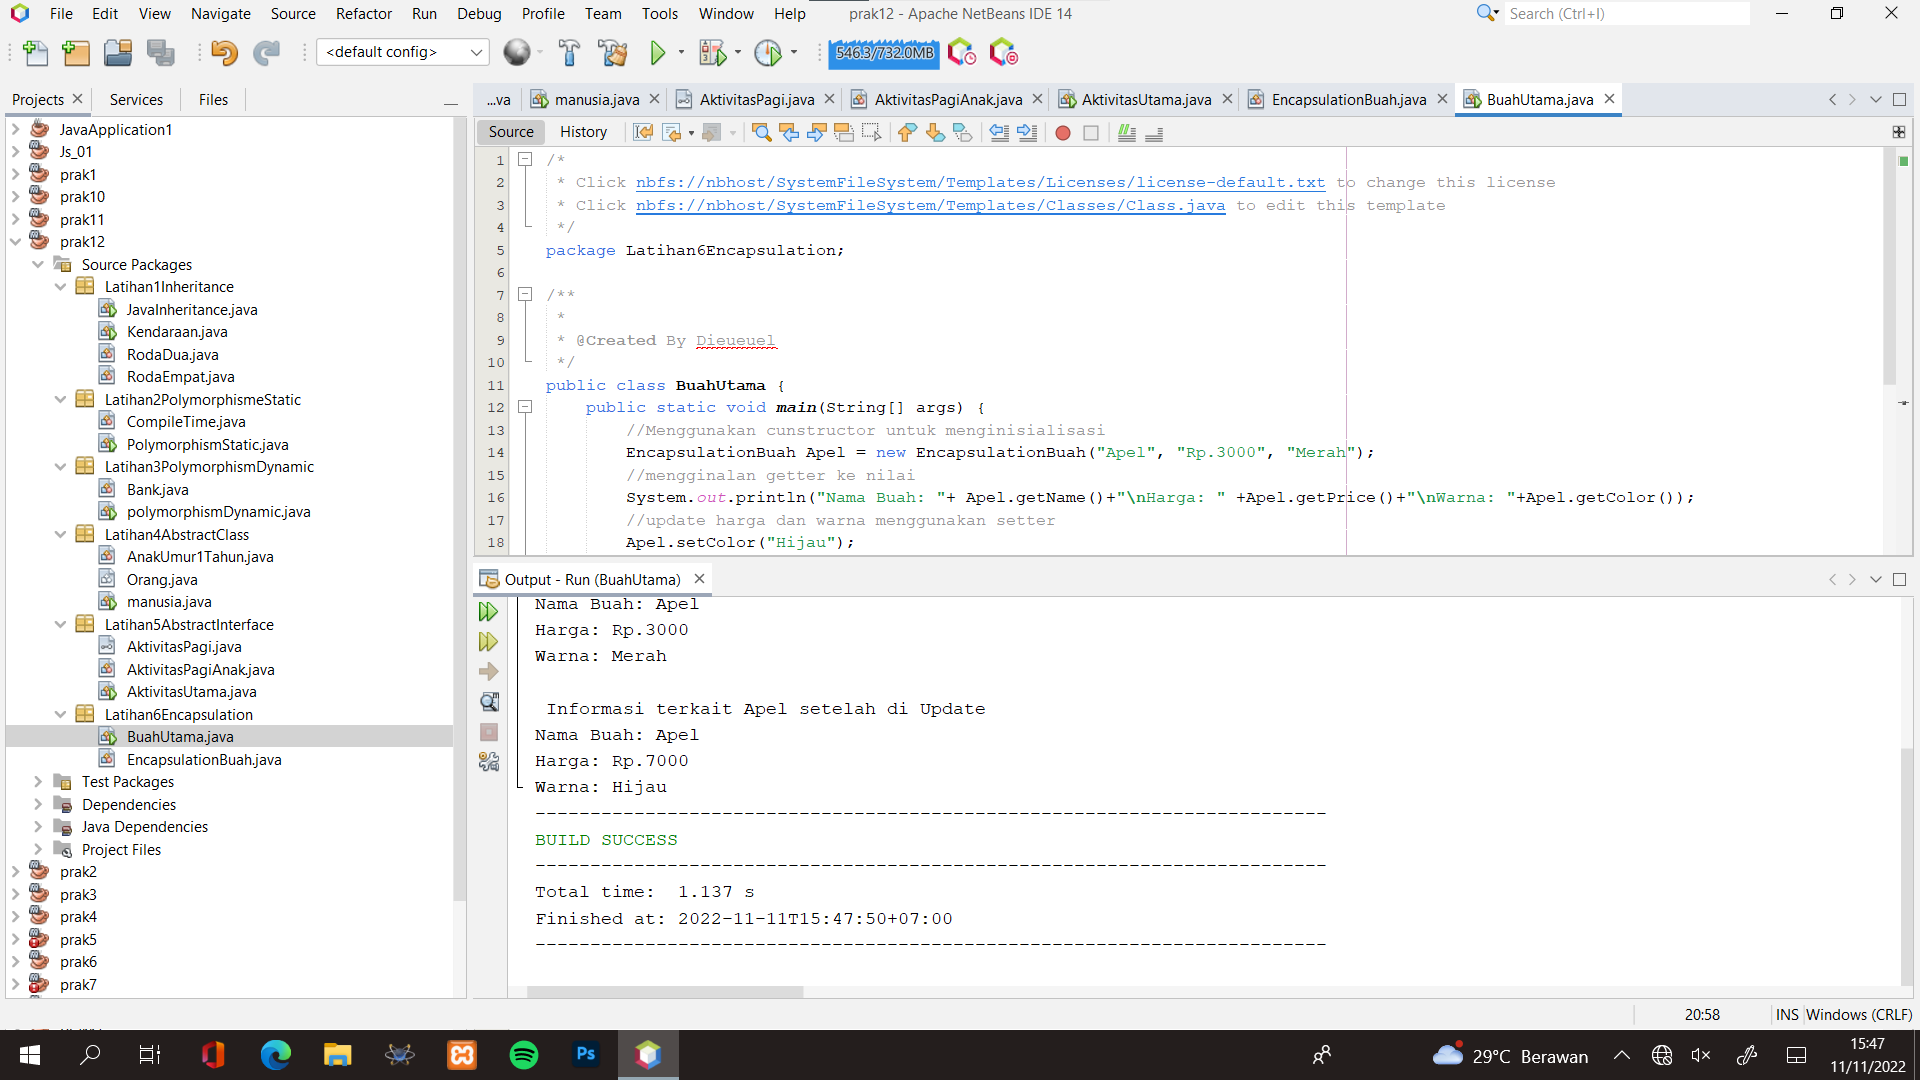 File Edit View Navigate Source Refactor Run Debug Profile Team Tools Window Help prak12 - Apache NetBeans IDE 14 Search (Ctrl+I)
<default config> 546.3/732.0MB
Projects Services Files
...va manusia.java AktivitasPagi.java AktivitasPagiAnak.java AktivitasUtama.java EncapsulationBuah.java BuahUtama.java
Source History
JavaApplication1
Js_01
prak1
prak10
prak11
prak12
Source Packages
Latihan1Inheritance
JavaInheritance.java
Kendaraan.java
RodaDua.java
RodaEmpat.java
Latihan2PolymorphismeStatic
CompileTime.java
PolymorphismStatic.java
Latihan3PolymorphismDynamic
Bank.java
polymorphismDynamic.java
Latihan4AbstractClass
AnakUmur1Tahun.java
Orang.java
manusia.java
Latihan5AbstractInterface
AktivitasPagi.java
AktivitasPagiAnak.java
AktivitasUtama.java
Latihan6Encapsulation
BuahUtama.java
EncapsulationBuah.java
Test Packages
Dependencies
Java Dependencies
Project Files
prak2
prak3
prak4
prak5
prak6
prak7
1 /*
2 * Click nbfs://nbhost/SystemFileSystem/Templates/Licenses/license-default.txt to change this license
3 * Click nbfs://nbhost/SystemFileSystem/Templates/Classes/Class.java to edit this template
4 */
5 package Latihan6Encapsulation;
6
7 /**
8 *
9 * @Created By Dieueuel
10 */
11 public class BuahUtama {
12 public static void main(String[] args) {
13 //Menggunakan cunstructor untuk menginisialisasi
14 EncapsulationBuah Apel = new EncapsulationBuah("Apel", "Rp.3000", "Merah");
15 //mengginalan getter ke nilai
16 System.out.println("Nama Buah: "+ Apel.getName()+"\nHarga: " +Apel.getPrice()+"\nWarna: "+Apel.getColor());
17 //update harga dan warna menggunakan setter
18 Apel.setColor("Hijau");
Output - Run (BuahUtama)
Nama Buah: Apel
Harga: Rp.3000
Warna: Merah
Informasi terkait Apel setelah di Update
Nama Buah: Apel
Harga: Rp.7000
Warna: Hijau
------------------------------------------------------------------------
BUILD SUCCESS
------------------------------------------------------------------------
Total time: 1.137 s
Finished at: 2022-11-11T15:47:50+07:00
------------------------------------------------------------------------
20:58 INS Windows (CRLF)
Ps
29°C Berawan
15:47
11/11/2022